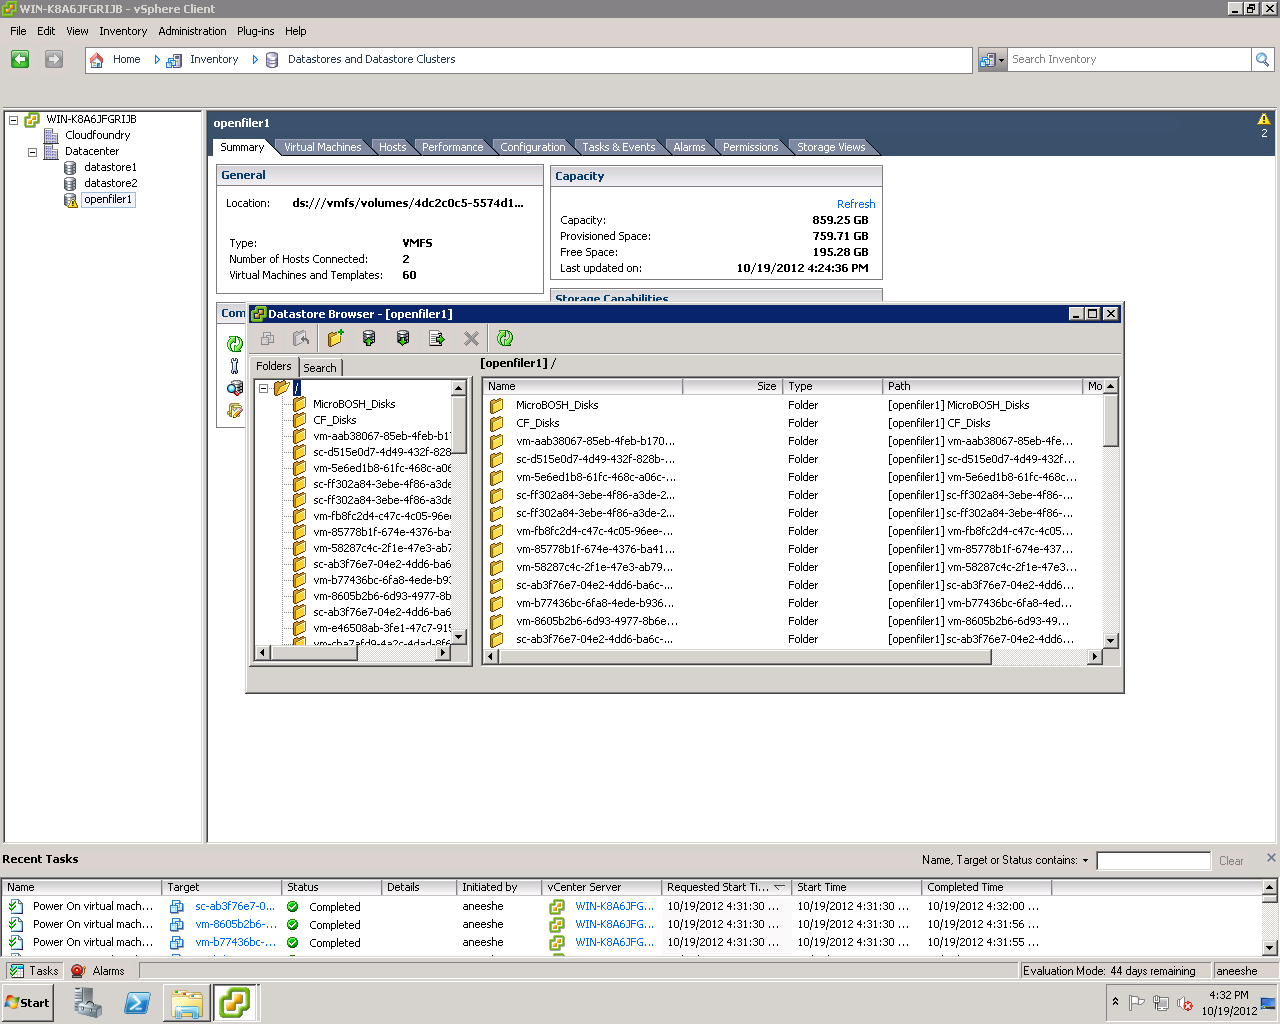 WIN-K8A6JFGRIJB - vSphere Client
File Edit View Inventory Administration Plug-ins Help
Home Inventory Datastores and Datastore Clusters Search Inventory
WIN-K8A6JFGRIJB
Cloudfoundry
Datacenter
datastore1
datastore2
openfiler1
openfiler1
2
Summary Virtual Machines Hosts Performance Configuration Tasks & Events Alarms Permissions Storage Views
General
Location: ds:///vmfs/volumes/4dc2c0c5-5574d1...
Type: VMFS
Number of Hosts Connected: 2
Virtual Machines and Templates: 60
Capacity
Refresh
Capacity: 859.25 GB
Provisioned Space: 759.71 GB
Free Space: 195.28 GB
Last updated on: 10/19/2012 4:24:36 PM
Storage Capabilities
Com
Datastore Browser - [openfiler1]
Folders Search
[openfiler1] /
/
MicroBOSH_Disks
CF_Disks
vm-aab38067-85eb-4feb-b17
sc-d515e0d7-4d49-432f-828b
vm-5e6ed1b8-61fc-468c-a06
sc-ff302a84-3ebe-4f86-a3de
sc-ff302a84-3ebe-4f86-a3de
vm-fb8fc2d4-c47c-4c05-96ee
vm-85778b1f-674e-4376-ba4
vm-58287c4c-2f1e-47e3-ab7
sc-ab3f76e7-04e2-4dd6-ba6
vm-b77436bc-6fa8-4ede-b93
vm-8605b2b6-6d93-4977-8b
sc-ab3f76e7-04e2-4dd6-ba6
vm-e46508ab-3fe1-47c7-915
vm-cba7afd9-4a2c-4dad-8f6
Name Size Type Path Mo
MicroBOSH_Disks Folder [openfiler1] MicroBOSH_Disks
CF_Disks Folder [openfiler1] CF_Disks
vm-aab38067-85eb-4feb-b170... Folder [openfiler1] vm-aab38067-85eb-4fe...
sc-d515e0d7-4d49-432f-828b-... Folder [openfiler1] sc-d515e0d7-4d49-432f...
vm-5e6ed1b8-61fc-468c-a06c-... Folder [openfiler1] vm-5e6ed1b8-61fc-468...
sc-ff302a84-3ebe-4f86-a3de-2... Folder [openfiler1] sc-ff302a84-3ebe-4f86-...
sc-ff302a84-3ebe-4f86-a3de-2... Folder [openfiler1] sc-ff302a84-3ebe-4f86-...
vm-fb8fc2d4-c47c-4c05-96ee-... Folder [openfiler1] vm-fb8fc2d4-c47c-4c05...
vm-85778b1f-674e-4376-ba41... Folder [openfiler1] vm-85778b1f-674e-437...
vm-58287c4c-2f1e-47e3-ab79... Folder [openfiler1] vm-58287c4c-2f1e-47e3...
sc-ab3f76e7-04e2-4dd6-ba6c-... Folder [openfiler1] sc-ab3f76e7-04e2-4dd6...
vm-b77436bc-6fa8-4ede-b936... Folder [openfiler1] vm-b77436bc-6fa8-4ed...
vm-8605b2b6-6d93-4977-8b6e... Folder [openfiler1] vm-8605b2b6-6d93-49...
sc-ab3f76e7-04e2-4dd6-ba6c-... Folder [openfiler1] sc-ab3f76e7-04e2-4dd6...
Recent Tasks
Name, Target or Status contains: Clear
Name Target Status Details Initiated by vCenter Server Requested Start Ti... Start Time Completed Time
Power On virtual mach... sc-ab3f76e7-0... Completed aneeshe WIN-K8A6JFG... 10/19/2012 4:31:30 ... 10/19/2012 4:31:30 ... 10/19/2012 4:32:00 ...
Power On virtual mach... vm-8605b2b6-... Completed aneeshe WIN-K8A6JFG... 10/19/2012 4:31:30 ... 10/19/2012 4:31:30 ... 10/19/2012 4:31:56 ...
Power On virtual mach... vm-b77436bc-... Completed aneeshe WIN-K8A6JFG... 10/19/2012 4:31:30 ... 10/19/2012 4:31:30 ... 10/19/2012 4:31:55 ...
Tasks Alarms Evaluation Mode: 44 days remaining aneeshe
Start
4:32 PM
10/19/2012